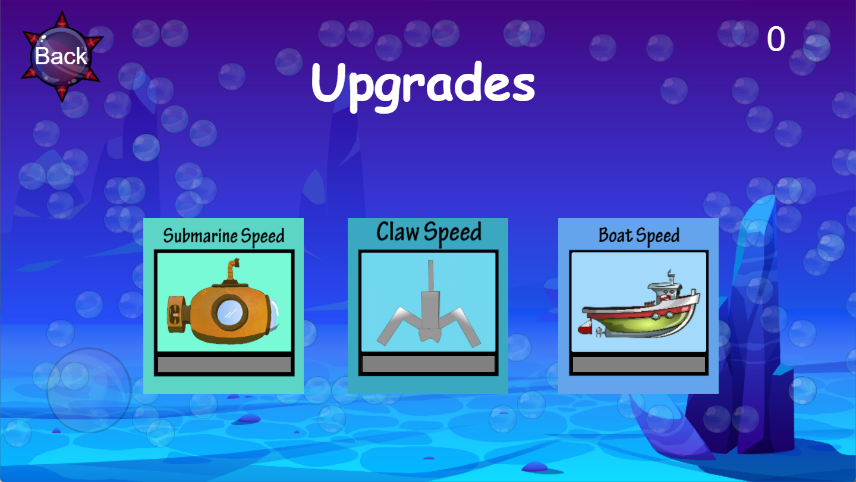 Back
0
Upgrades
Submarine Speed
Claw Speed
Boat Speed